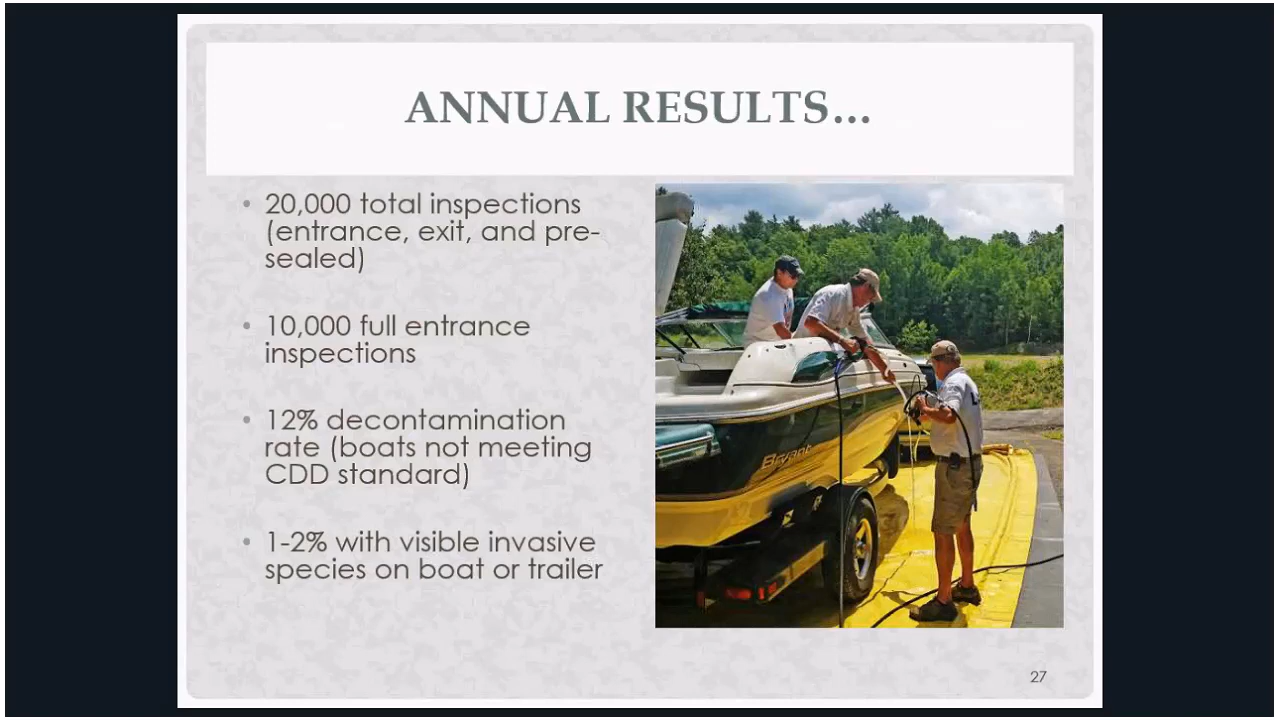 ANNUAL RESULTS...
• 20,000 total inspections
(entrance, exit, and pre-
sealed)
• 10,000 full entrance
inspections
• 12% decontamination
rate (boats not meeting
CDD standard)
• 1-2% with visible invasive
species on boat or trailer
Bryant
27